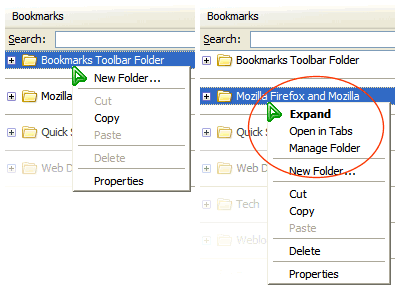 Bookmarks
Search:
Bookmarks Toolbar Folder
New Folder...
Mozilla
Cut
Copy
Quick S
Paste
Web D
Delete
Properties
Bookmarks
Search:
Bookmarks Toolbar Folder
Mozilla Firefox and Mozilla
Expand
Quick S
Open in Tabs
Manage Folder
Web D
New Folder...
Cut
Tech
Copy
Paste
Weblo
Delete
Properties